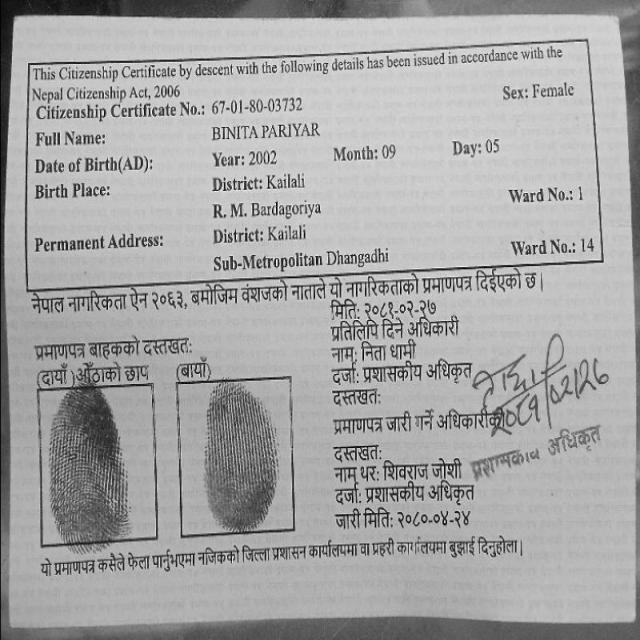 This Citizenship Certificate by descent with the following details has been issued in accordance with the
Nepal Citizenship Act, 2006
Citizenship Certificate No.: 67-01-80-03732 Sex: Female
Full Name: BINITA PARIYAR
Date of Birth(AD): Year: 2002 Month: 09 Day: 05
Birth Place: District: Kailali
R. M. Bardagoriya Ward No.: 1
Permanent Address: District: Kailali
Sub-Metropolitan Dhangadhi Ward No.: 14
नेपाल नागरिकता ऐन २०६३, बमोजिम वंशजको नाताले यो नागरिकताको प्रमाणपत्र दिईएको छ |
मिति: २०८१-०२-२७
प्रतिलिपि दिने अधिकारी
प्रमाणपत्र बाहकको दस्तखत:
नाम: निता धामी
(दायाँ) औंठाको छाप (बायाँ)
दर्जा: प्रशासकीय अधिकृत
दस्तखत:
२०८१/०२/२८
प्रमाणपत्र जारी गर्ने अधिकारीको
दस्तखत:
प्रशासकीय अधिकृत
नाम थर: शिवराज जोशी
दर्जा: प्रशासकीय अधिकृत
जारी मिति: २०८०-०४-२४
यो प्रमाणपत्र कसैले फेला पार्नुभएमा नजिकको जिल्ला प्रशासन कार्यालयमा वा प्रहरी कार्यालयमा बुझाई दिनुहोला |